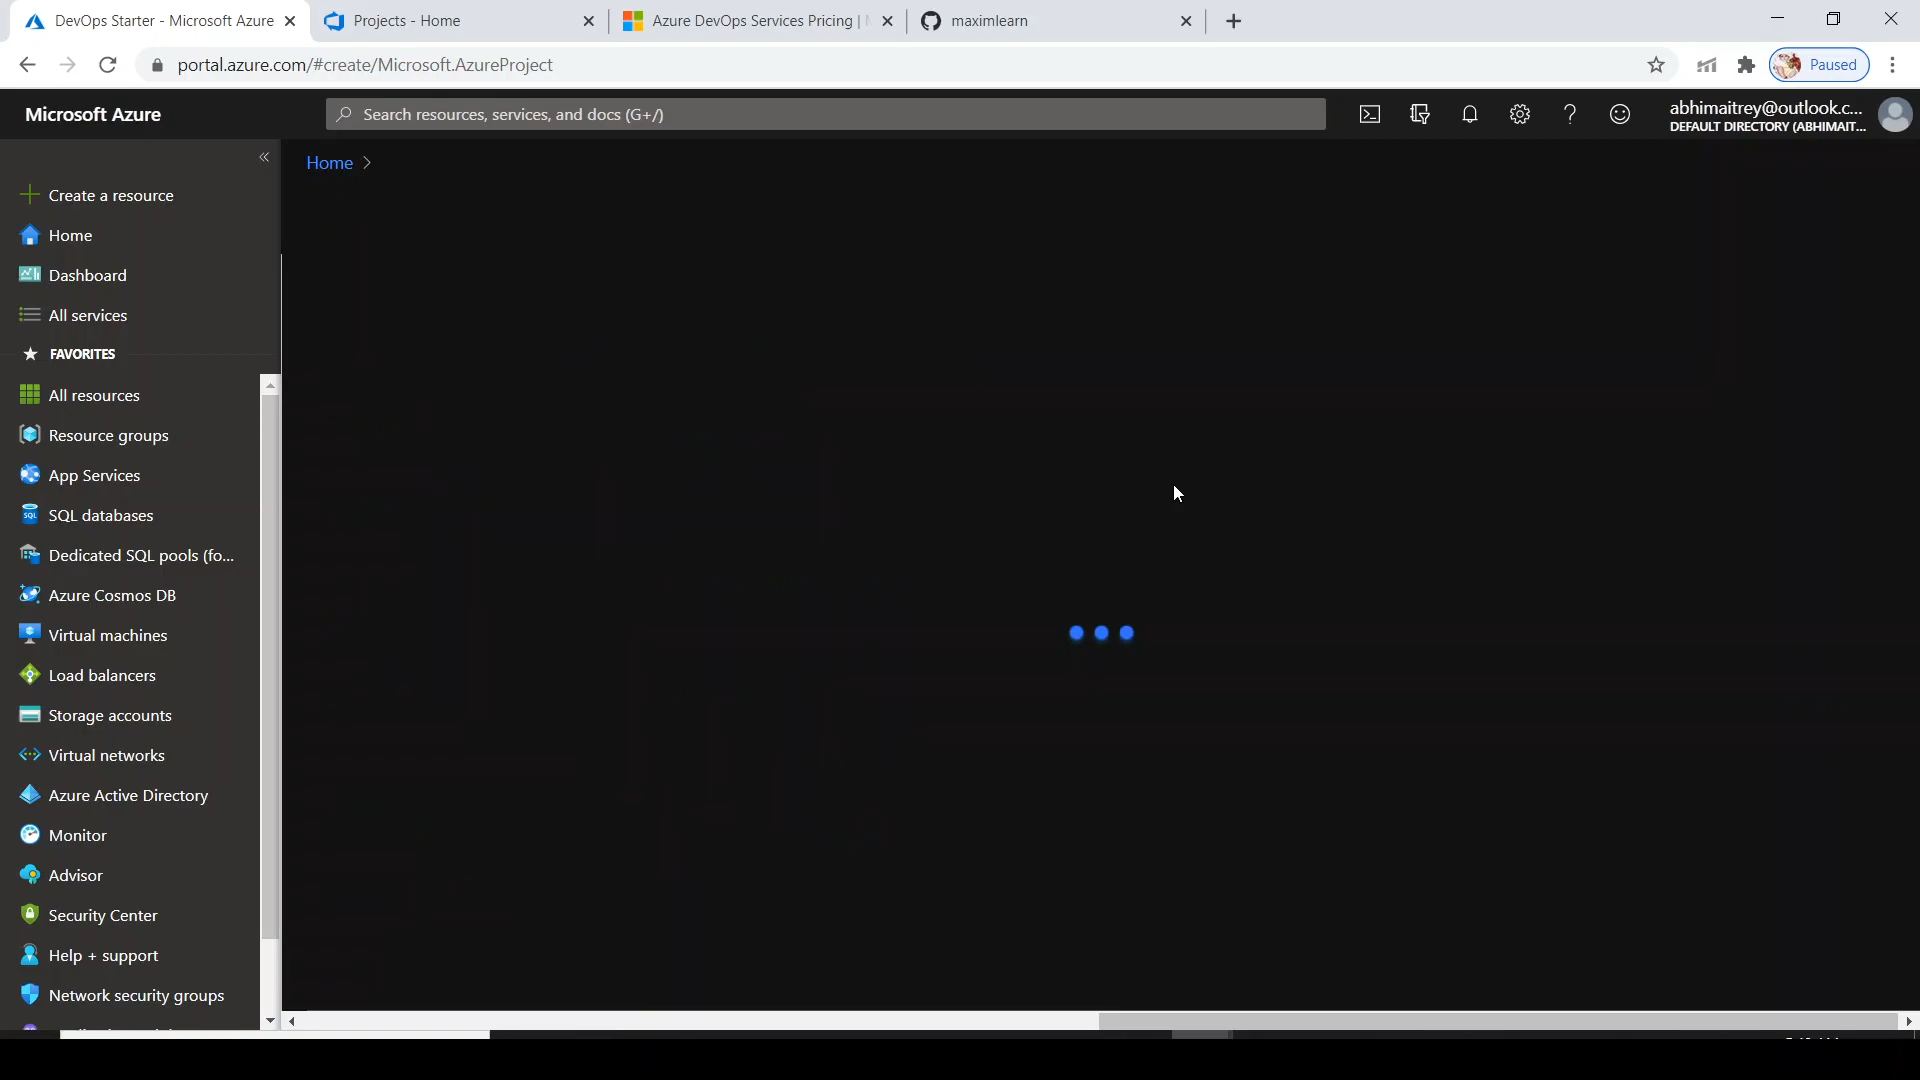 DevOps Starter - Microsoft Azure
Projects - Home
Azure DevOps Services Pricing |
maximlearn
portal.azure.com/#create/Microsoft.AzureProject
Paused
Microsoft Azure
Search resources, services, and docs (G+/)
abhimaitrey@outlook.c...
DEFAULT DIRECTORY (ABHIMAIT...
Home
Create a resource
Home
Dashboard
All services
FAVORITES
All resources
Resource groups
App Services
SQL databases
Dedicated SQL pools (fo...
Azure Cosmos DB
Virtual machines
Load balancers
Storage accounts
Virtual networks
Azure Active Directory
Monitor
Advisor
Security Center
Help + support
Network security groups